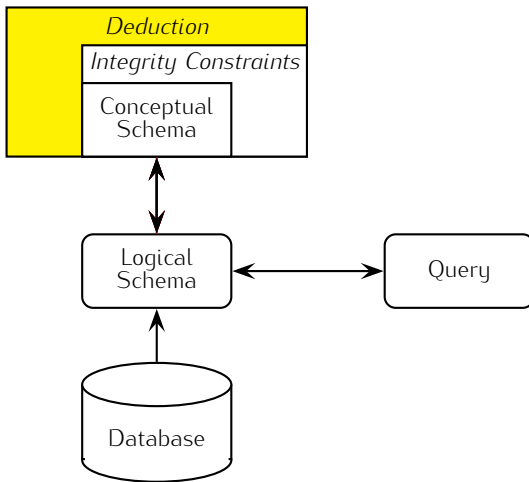 Deduction
Integrity Constraints
Conceptual
Schema
Logical
Schema
Query
Database